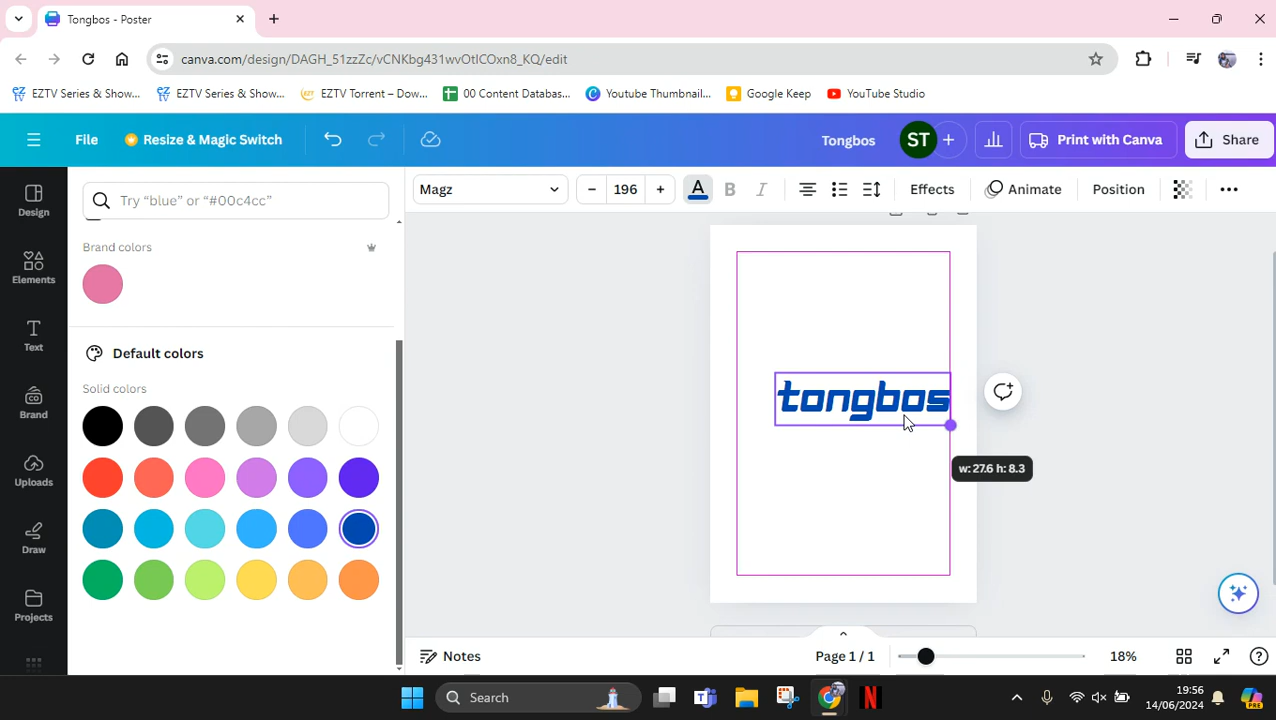 Tongbos - Poster
canva.com/design/DAGH_51zzZc/vCNKbg431wvOtICOxn8_KQ/edit
EZTV Series & Show...
EZTV Series & Show...
EZTV Torrent – Dow...
00 Content Databas...
Youtube Thumbnail...
Google Keep
YouTube Studio
File
Resize & Magic Switch
Tongbos
ST
Print with Canva
Share
Design
Elements
Text
Brand
Uploads
Draw
Projects
Try “blue” or “#00c4cc”
Magz
196
A
B
I
Effects
Animate
Position
Brand colors
Default colors
Solid colors
tongbos
w: 27.6 h: 8.3
Notes
Page 1 / 1
18%
Search
19:56
14/06/2024